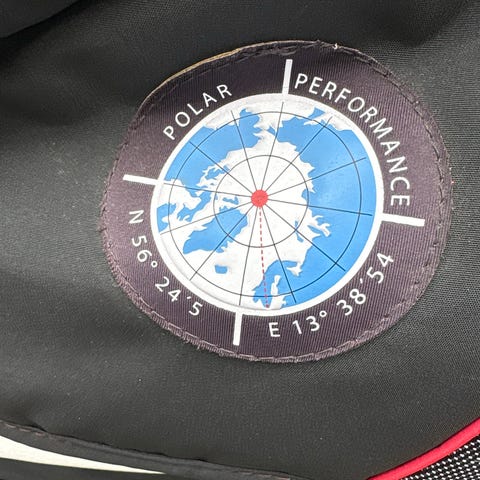 POLAR
PERFORMANCE
N 56° 24'5
E 13° 38'54